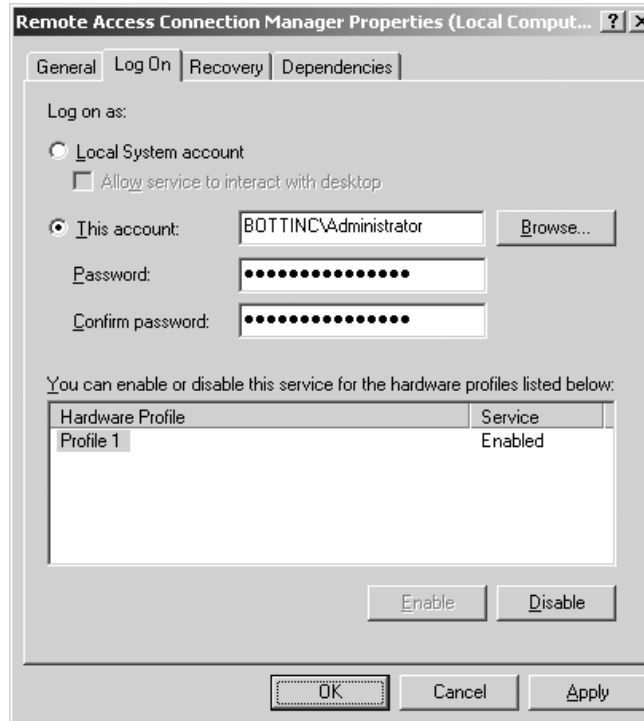 Remote Access Connection Manager Properties (Local Comput... ? X
General Log On Recovery Dependencies
Log on as:
Local System account
Allow service to interact with desktop
This account: BOTTINC\Administrator Browse...
Password: ●●●●●●●●●●●●●●●
Confirm password: ●●●●●●●●●●●●●●●
You can enable or disable this service for the hardware profiles listed below:
Hardware Profile Service
Profile 1 Enabled
Enable Disable
OK Cancel Apply